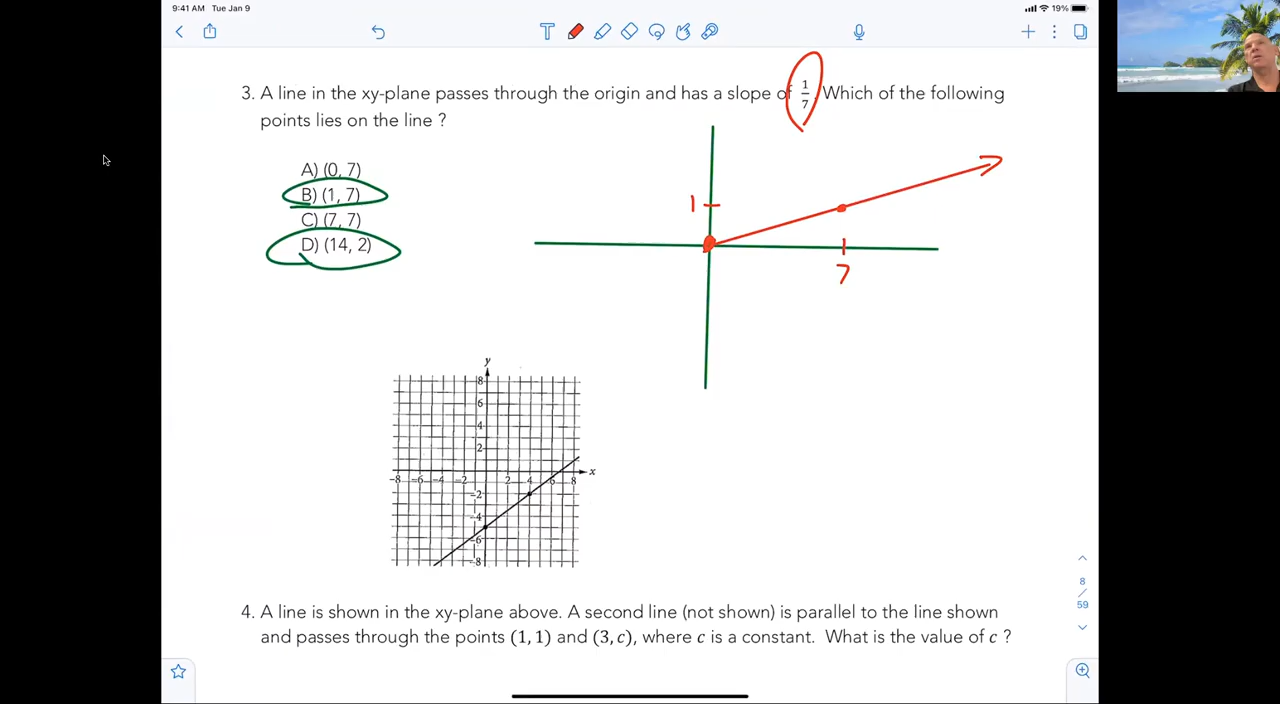 9:41 AM Tue Jan 9
19%
3. A line in the xy-plane passes through the origin and has a slope of 1/7. Which of the following
points lies on the line ?
A) (0, 7)
B) (1, 7)
C) (7, 7)
D) (14, 2)
1
7
y
8
6
4
2
-8 -6 -4 -2 2 4 6 8 x
-2
-4
-6
-8
4. A line is shown in the xy-plane above. A second line (not shown) is parallel to the line shown
and passes through the points (1, 1) and (3, c), where c is a constant. What is the value of c ?
8
/
59